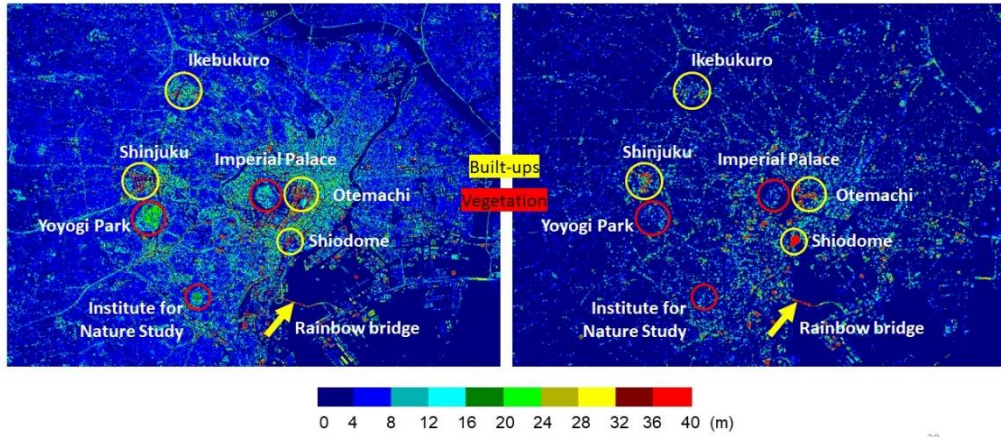 Ikebukuro
Shinjuku
Imperial Palace
Otemachi
Yoyogi Park
Shiodome
Institute for
Nature Study
Rainbow bridge
Built-ups
Vegetation
Ikebukuro
Shinjuku
Imperial Palace
Otemachi
Yoyogi Park
Shiodome
Institute for
Nature Study
Rainbow bridge
0 4 8 12 16 20 24 28 32 36 40 (m)